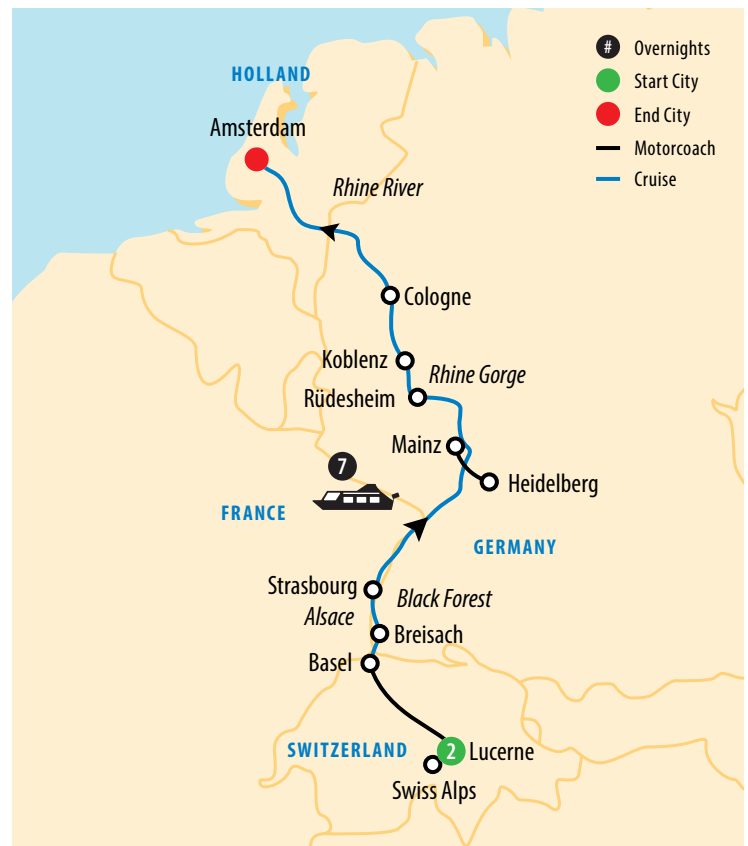 # Overnights
Start City
End City
Motorcoach
Cruise
HOLLAND
Amsterdam
Rhine River
Cologne
Koblenz
Rhine Gorge
Rüdesheim
Mainz
7
Heidelberg
FRANCE
GERMANY
Strasbourg
Black Forest
Alsace
Breisach
Basel
SWITZERLAND
2 Lucerne
Swiss Alps